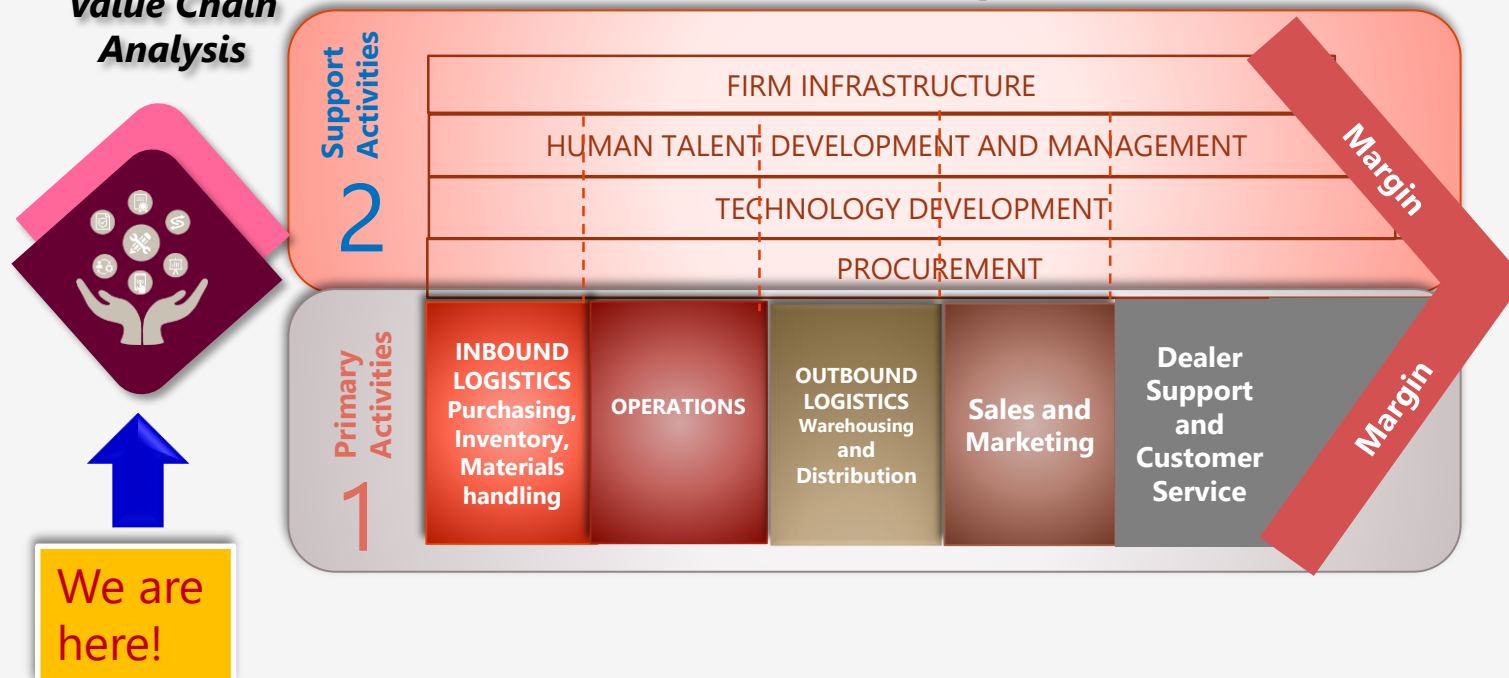 Value Chain
Analysis
Support
Activities
2
FIRM INFRASTRUCTURE
HUMAN TALENT DEVELOPMENT AND MANAGEMENT
TECHNOLOGY DEVELOPMENT
PROCUREMENT
Margin
Primary
Activities
1
INBOUND
LOGISTICS
Purchasing,
Inventory,
Materials
handling
OPERATIONS
OUTBOUND
LOGISTICS
Warehousing
and
Distribution
Sales and
Marketing
Dealer
Support
and
Customer
Service
Margin
We are
here!